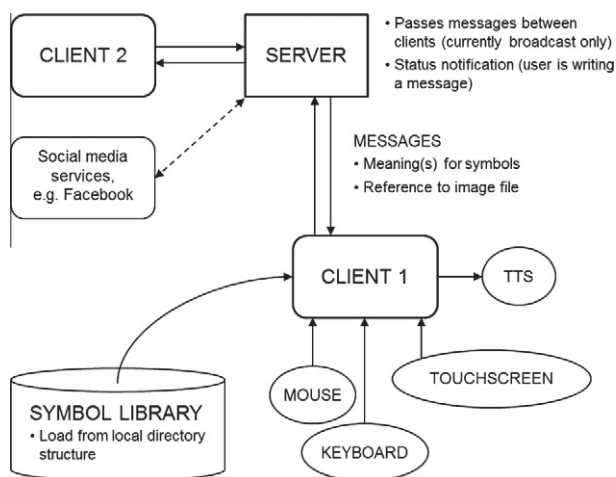 CLIENT 2
SERVER
• Passes messages between
clients (currently broadcast only)
• Status notification (user is writing
a message)
Social media
services,
e.g. Facebook
MESSAGES
• Meaning(s) for symbols
• Reference to image file
CLIENT 1
TTS
MOUSE
TOUCHSCREEN
KEYBOARD
SYMBOL LIBRARY
• Load from local directory
structure